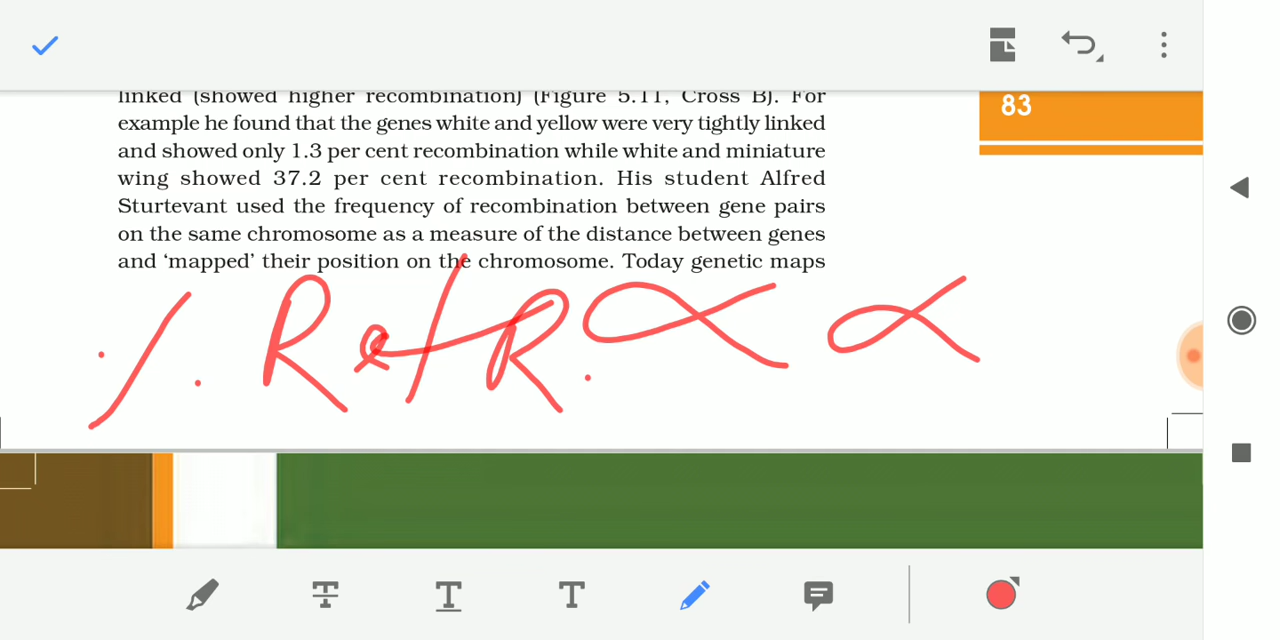 linked (showed higher recombination) (Figure 5.11, Cross B). For
83
example he found that the genes white and yellow were very tightly linked
and showed only 1.3 per cent recombination while white and miniature
wing showed 37.2 per cent recombination. His student Alfred
Sturtevant used the frequency of recombination between gene pairs
on the same chromosome as a measure of the distance between genes
and ‘mapped’ their position on the chromosome. Today genetic maps
% R ∝ ∝